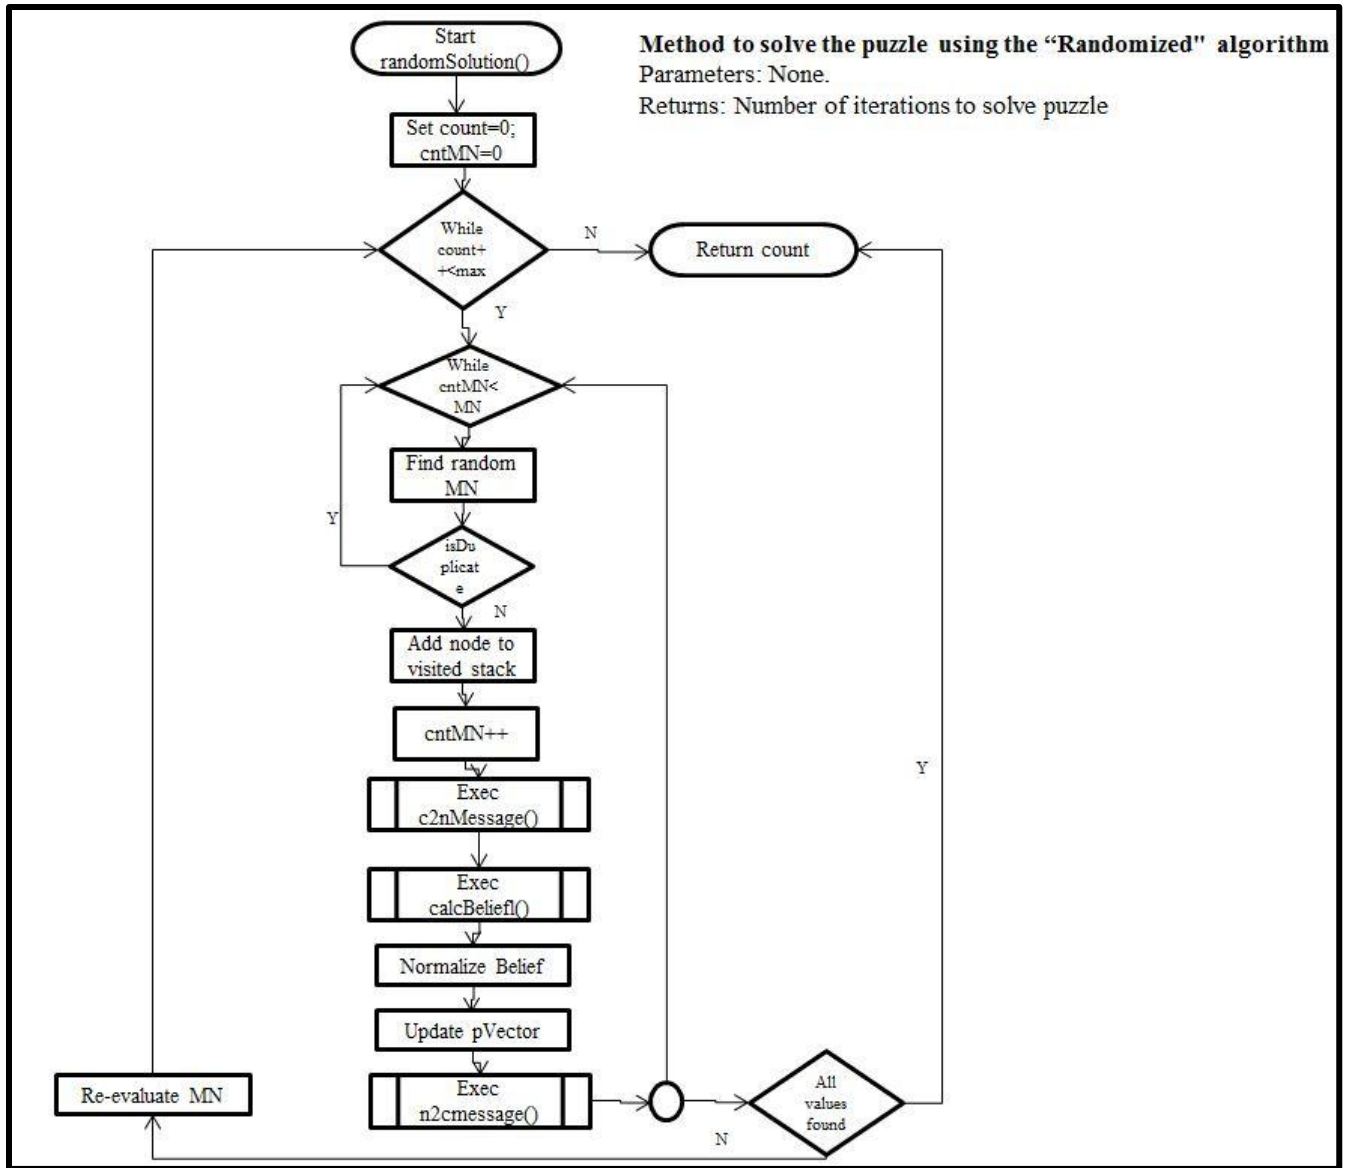 Start
randomSolution()
Method to solve the puzzle using the “Randomized" algorithm
Parameters: None.
Returns: Number of iterations to solve puzzle
Set count=0;
cntMN=0
While
count+
+<max
N
Return count
Y
While
cntMN<
MN
Find random
MN
Y
isDu
plicat
e
N
Add node to
visited stack
cntMN++
Exec
c2nMessage()
Y
Exec
calcBelief1()
Normalize Belief
Update pVector
Re-evaluate MN
Exec
n2cmessage()
All
values
found
N